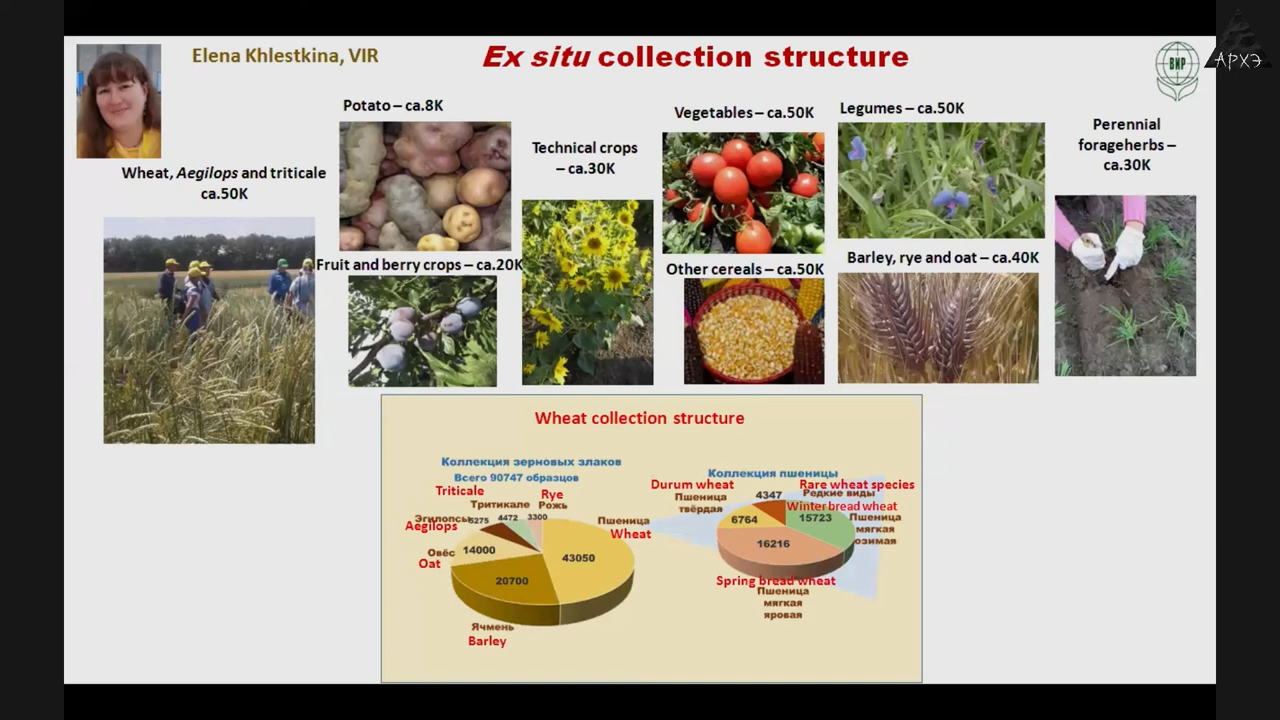 Elena Khlestkina, VIR
Ex situ collection structure
ВИР
АРХЭ
Potato – ca.8K
Vegetables – ca.50K
Legumes – ca.50K
Perennial
forageherbs –
ca.30K
Technical crops
– ca.30K
Wheat, Aegilops and triticale
ca.50K
Fruit and berry crops – ca.20K
Other cereals – ca.50K
Barley, rye and oat – ca.40K
Wheat collection structure
Коллекция зерновых злаков
Всего 90747 образцов
Triticale
Тритикале
4472
Rye
Рожь
3300
Эгилопсы
Aegilops
5275
Пшеница
Wheat
43050
Овёс
Oat
14000
20700
Ячмень
Barley
Коллекция пшеницы
Durum wheat
Пшеница
твёрдая
6764
4347
Rare wheat species
Редкие виды
Winter bread wheat
15723
Пшеница
мягкая
озимая
16216
Spring bread wheat
Пшеница
мягкая
яровая